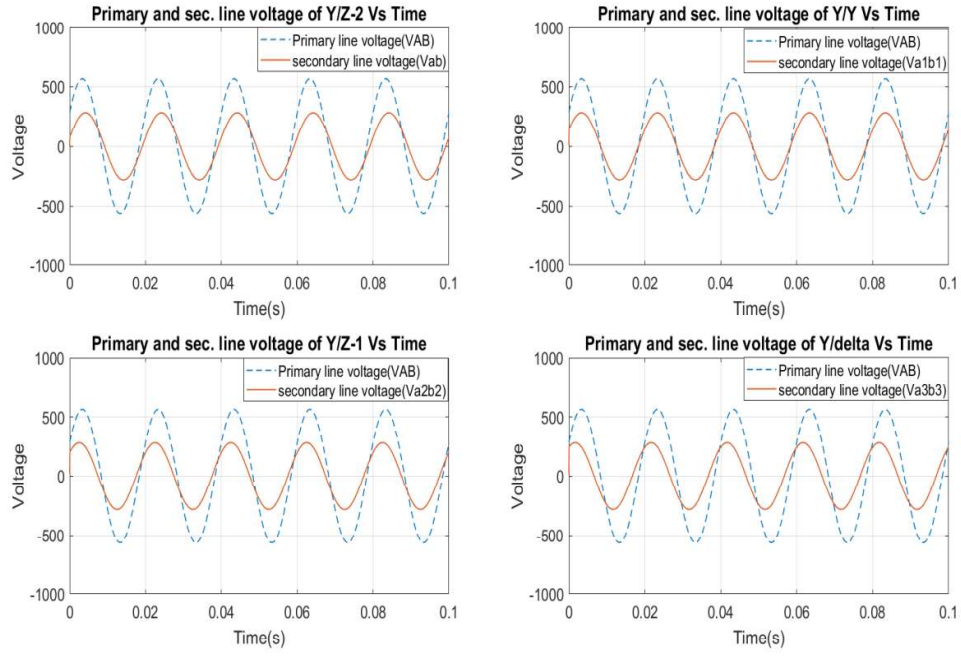 Primary and sec. line voltage of Y/Z-2 Vs Time
1000
500
0
-500
-1000
Voltage
Primary line voltage(VAB)
secondary line voltage(Vab)
0
0.02
0.04
0.06
0.08
0.1
Time(s)
Primary and sec. line voltage of Y/Y Vs Time
1000
500
0
-500
-1000
Voltage
Primary line voltage(VAB)
secondary line voltage(Va1b1)
0
0.02
0.04
0.06
0.08
0.1
Time(s)
Primary and sec. line voltage of Y/Z-1 Vs Time
1000
500
0
-500
-1000
Voltage
Primary line voltage(VAB)
secondary line voltage(Va2b2)
0
0.02
0.04
0.06
0.08
0.1
Time(s)
Primary and sec. line voltage of Y/delta Vs Time
1000
500
0
-500
-1000
Voltage
Primary line voltage(VAB)
secondary line voltage(Va3b3)
0
0.02
0.04
0.06
0.08
0.1
Time(s)